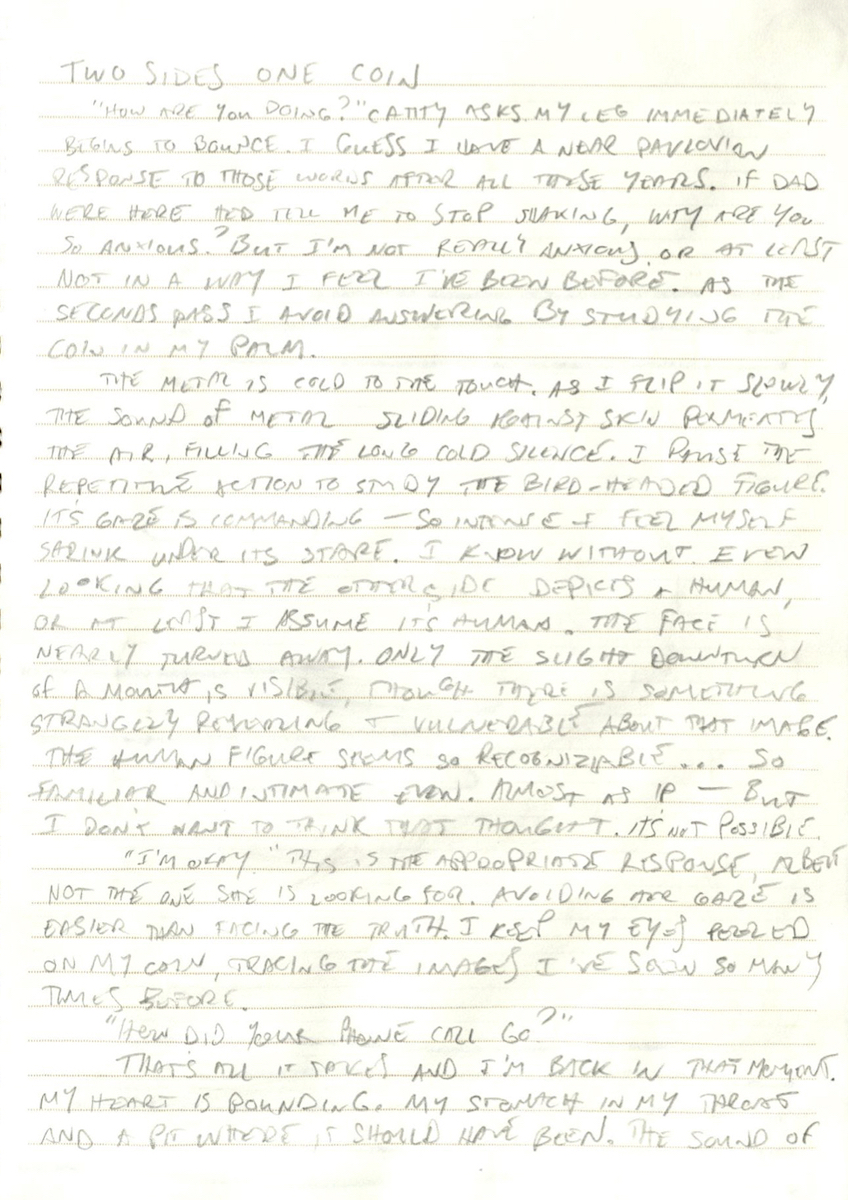 TWO SIDES ONE COIN
"HOW ARE YOU DOING?" CATHY ASKS. MY LEG IMMEDIATELY
BEGINS TO BOUNCE. I GUESS I HAVE A NEAR PAVLOVIAN
RESPONSE TO THOSE WORDS AFTER ALL THESE YEARS. IF DAD
WERE HERE HE'D TELL ME TO STOP SHAKING, WHY ARE YOU
SO ANXIOUS? BUT I'M NOT REALLY ANXIOUS, OR AT LEAST
NOT IN A WAY I FEEL I'VE BEEN BEFORE. AS THE
SECONDS PASS I AVOID ANSWERING BY STUDYING THE
COIN IN MY PALM.
THE METAL IS COLD TO THE TOUCH. AS I FLIP IT SLOWLY,
THE SOUND OF METAL SLIDING AGAINST SKIN PERMEATES
THE AIR, FILLING THE LONG COLD SILENCE. I PAUSE THE
REPETITIVE ACTION TO STUDY THE BIRD-HEADED FIGURE.
IT'S GAZE IS COMMANDING — SO INTENSE I FEEL MYSELF
SHRINK UNDER ITS STARE. I KNOW WITHOUT EVEN
LOOKING THAT THE OTHER SIDE DEPICTS A HUMAN,
OR AT LEAST I ASSUME IT'S HUMAN. THE FACE IS
NEARLY TURNED AWAY. ONLY THE SLIGHT DOWNTURN
OF A MOUTH IS VISIBLE, THOUGH THERE IS SOMETHING
STRANGELY REVEALING + VULNERABLE ABOUT THAT IMAGE.
THE HUMAN FIGURE SEEMS SO RECOGNIZABLE... SO
FAMILIAR AND INTIMATE EVEN. ALMOST AS IF — BUT
I DON'T WANT TO THINK THAT THOUGHT. IT'S NOT POSSIBLE.
"I'M OKAY." THIS IS THE APPROPRIATE RESPONSE, ALBEIT
NOT THE ONE SHE IS LOOKING FOR. AVOIDING HER GAZE IS
EASIER THAN FACING THE TRUTH. I KEEP MY EYES PEELED
ON MY COIN, TRACING THE IMAGES I'VE SEEN SO MANY
TIMES BEFORE.
"HOW DID YOUR PHONE CALL GO?"
THAT'S ALL IT TAKES AND I'M BACK IN THAT MOMENT.
MY HEART IS POUNDING. MY STOMACH IN MY THROAT
AND A PIT WHERE IT SHOULD HAVE BEEN. THE SOUND OF